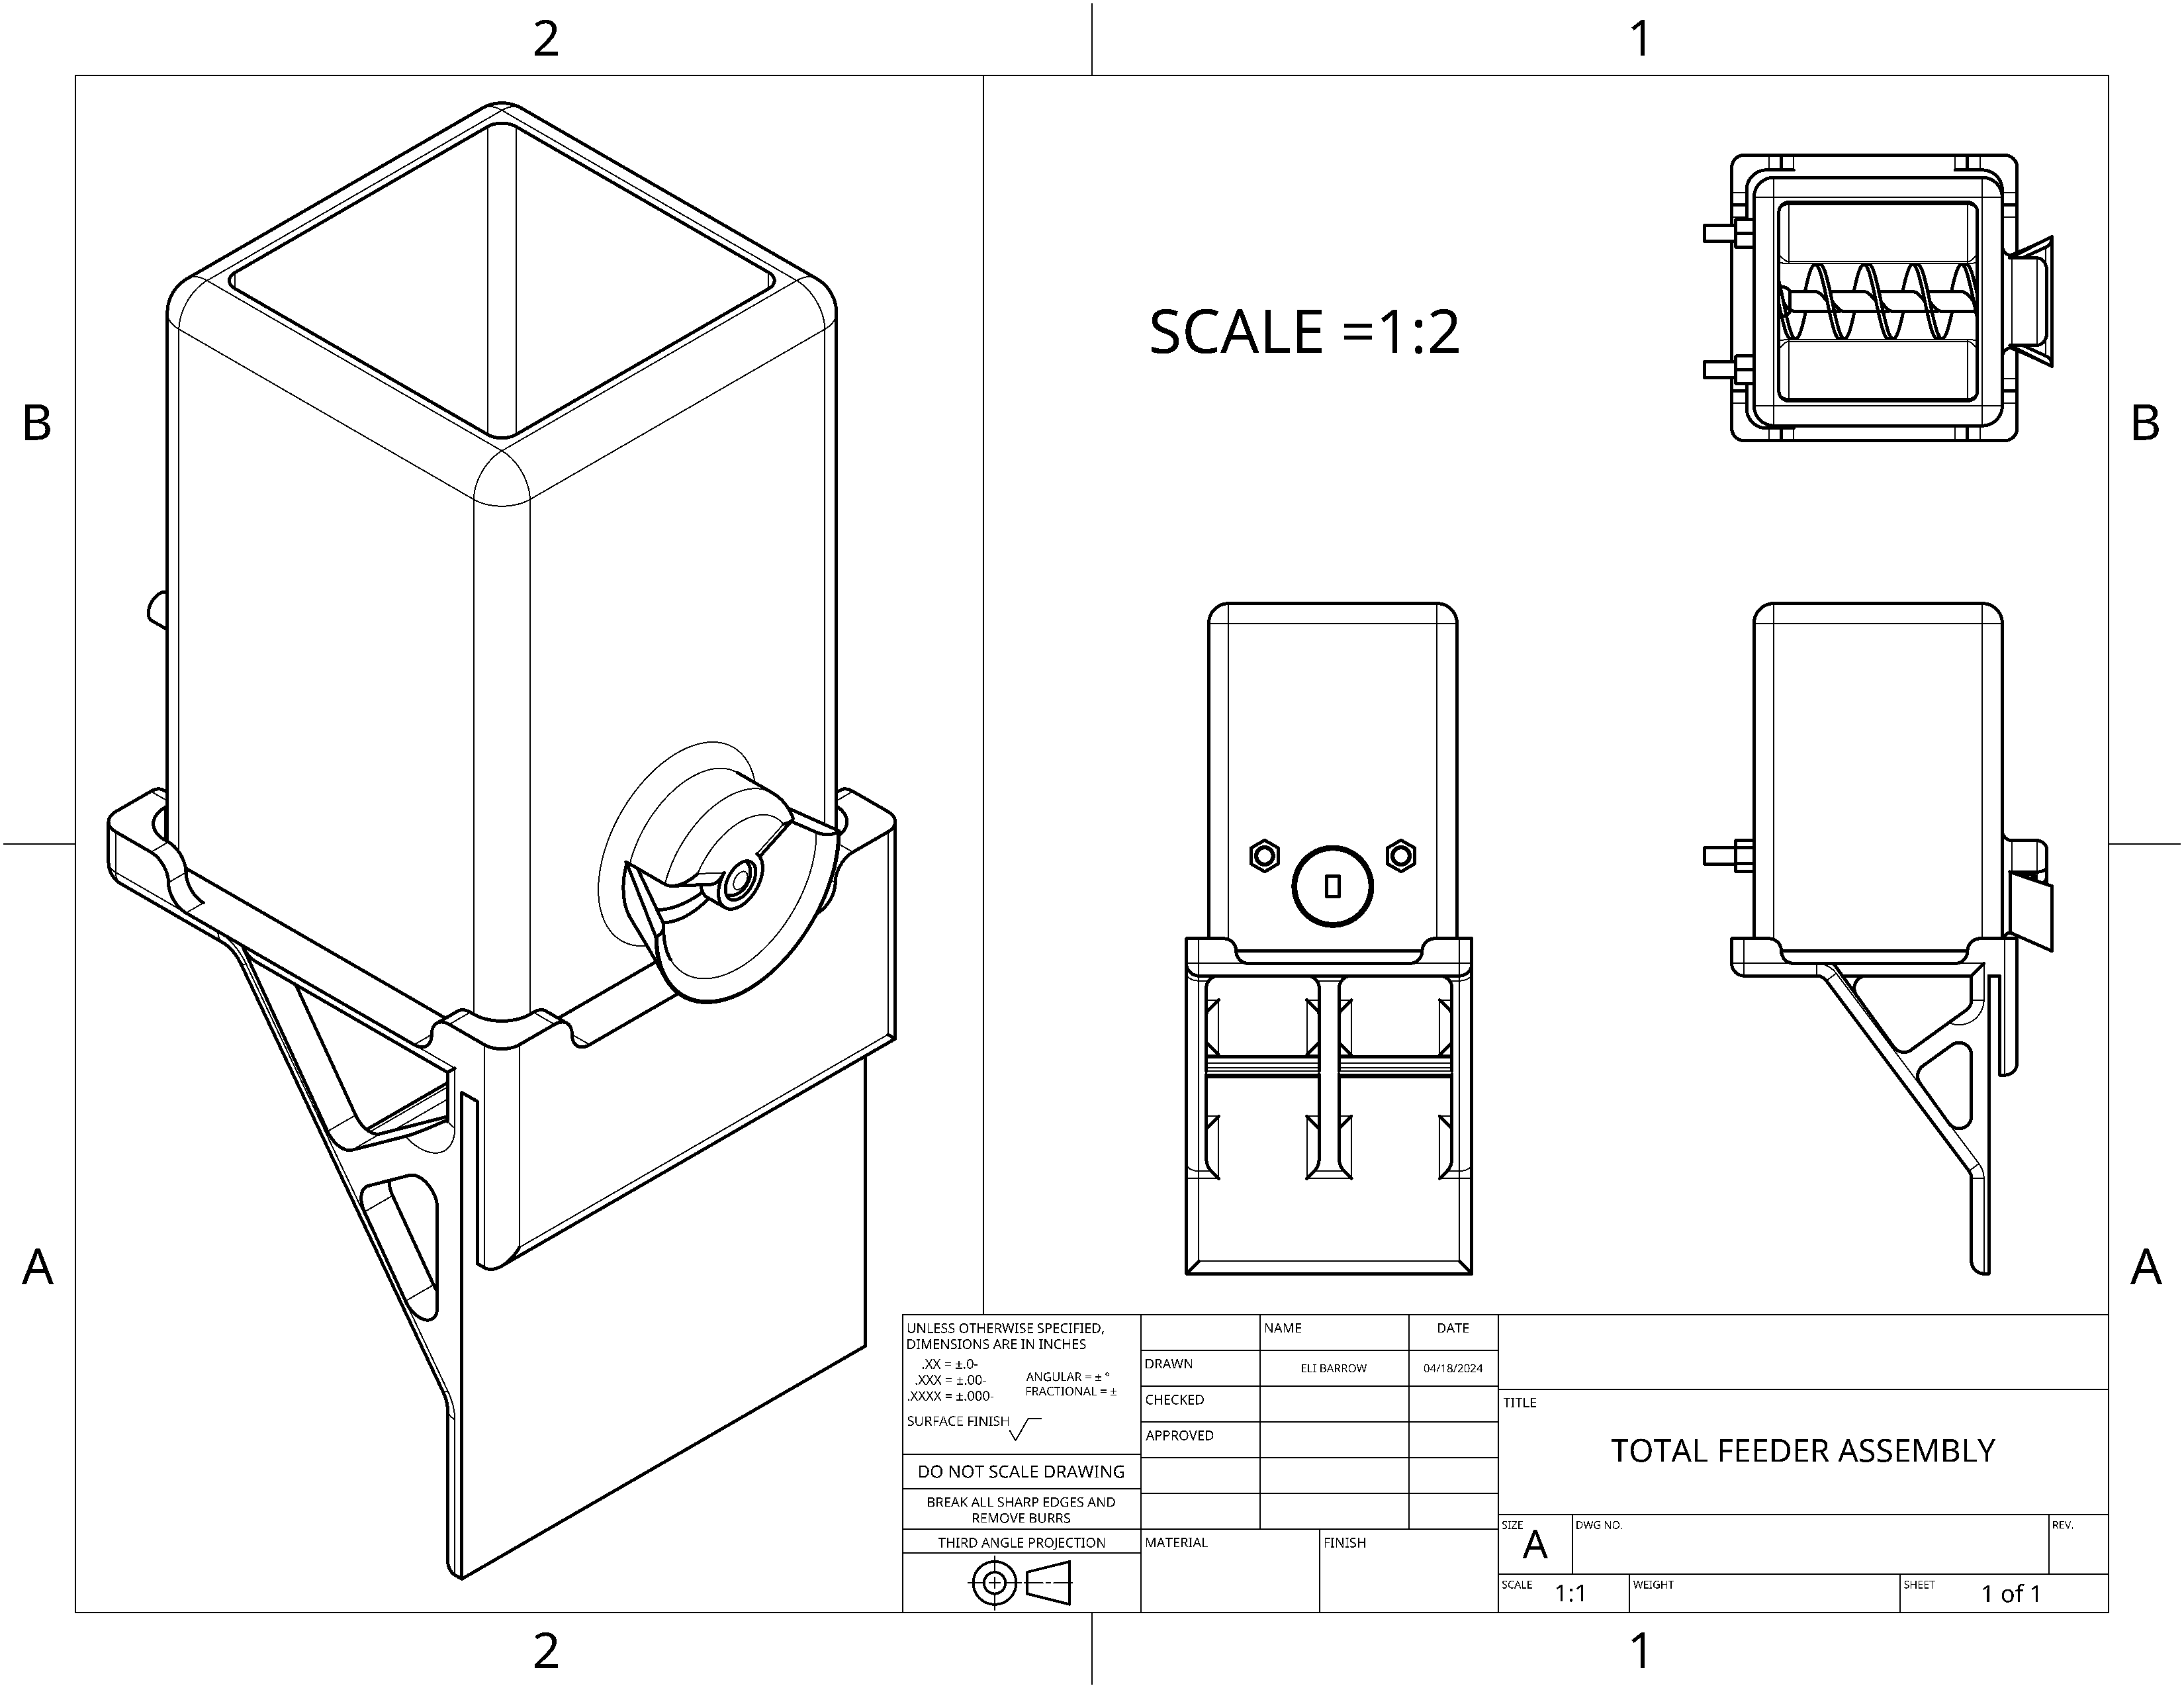 2
1
B
SCALE =1:2
B
A
A
UNLESS OTHERWISE SPECIFIED,
DIMENSIONS ARE IN INCHES
.XX = ±.0-
.XXX = ±.00-
.XXXX = ±.000-
ANGULAR = ± °
FRACTIONAL = ±
SURFACE FINISH
DO NOT SCALE DRAWING
BREAK ALL SHARP EDGES AND
REMOVE BURRS
THIRD ANGLE PROJECTION
NAME
DATE
DRAWN
ELI BARROW
04/18/2024
CHECKED
APPROVED
MATERIAL
FINISH
TITLE
TOTAL FEEDER ASSEMBLY
SIZE
A
DWG NO.
REV.
SCALE
1:1
WEIGHT
SHEET
1 of 1
2
1